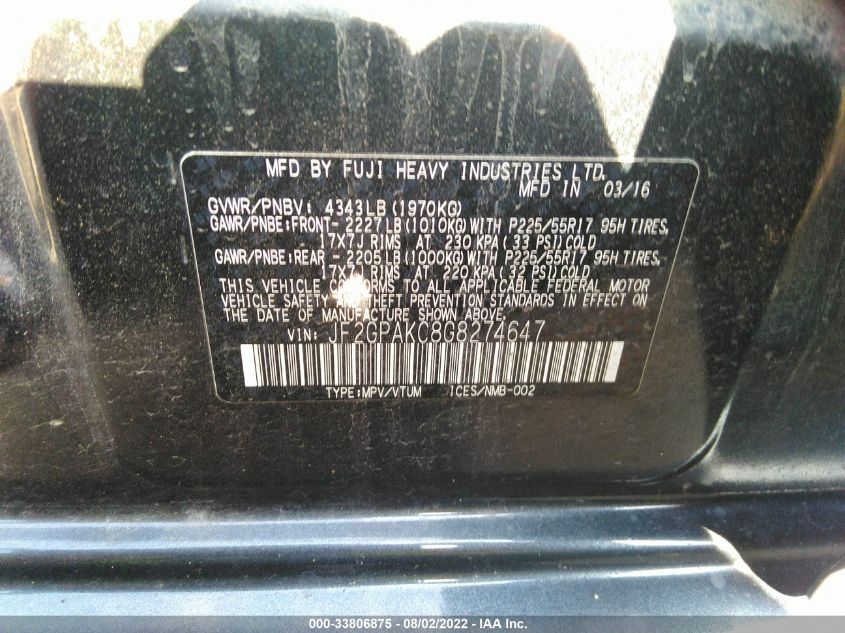 MFD BY FUJI HEAVY INDUSTRIES LTD.
MFD IN 03/16
GVWR/PNBV: 4343LB(1970KG)
GAWR/PNBE:FRONT- 2227LB(1010KG)WITH P225/55R17 95H TIRES,
17X7J RIMS AT 230 KPA(33 PSI)COLD
GAWR/PNBE:REAR - 2205LB(1000KG)WITH P225/55R17 95H TIRES,
17X7J RIMS AT 220 KPA(32 PSI)COLD
THIS VEHICLE CONFORMS TO ALL APPLICABLE FEDERAL MOTOR
VEHICLE SAFETY AND THEFT PREVENTION STANDARDS IN EFFECT ON
THE DATE OF MANUFACTURE SHOWN ABOVE.
VIN: JF2GPAKC8G8274647
TYPE:MPV/VTUM ICES/NMB-002
000-33806875 - 08/02/2022 - IAA Inc.